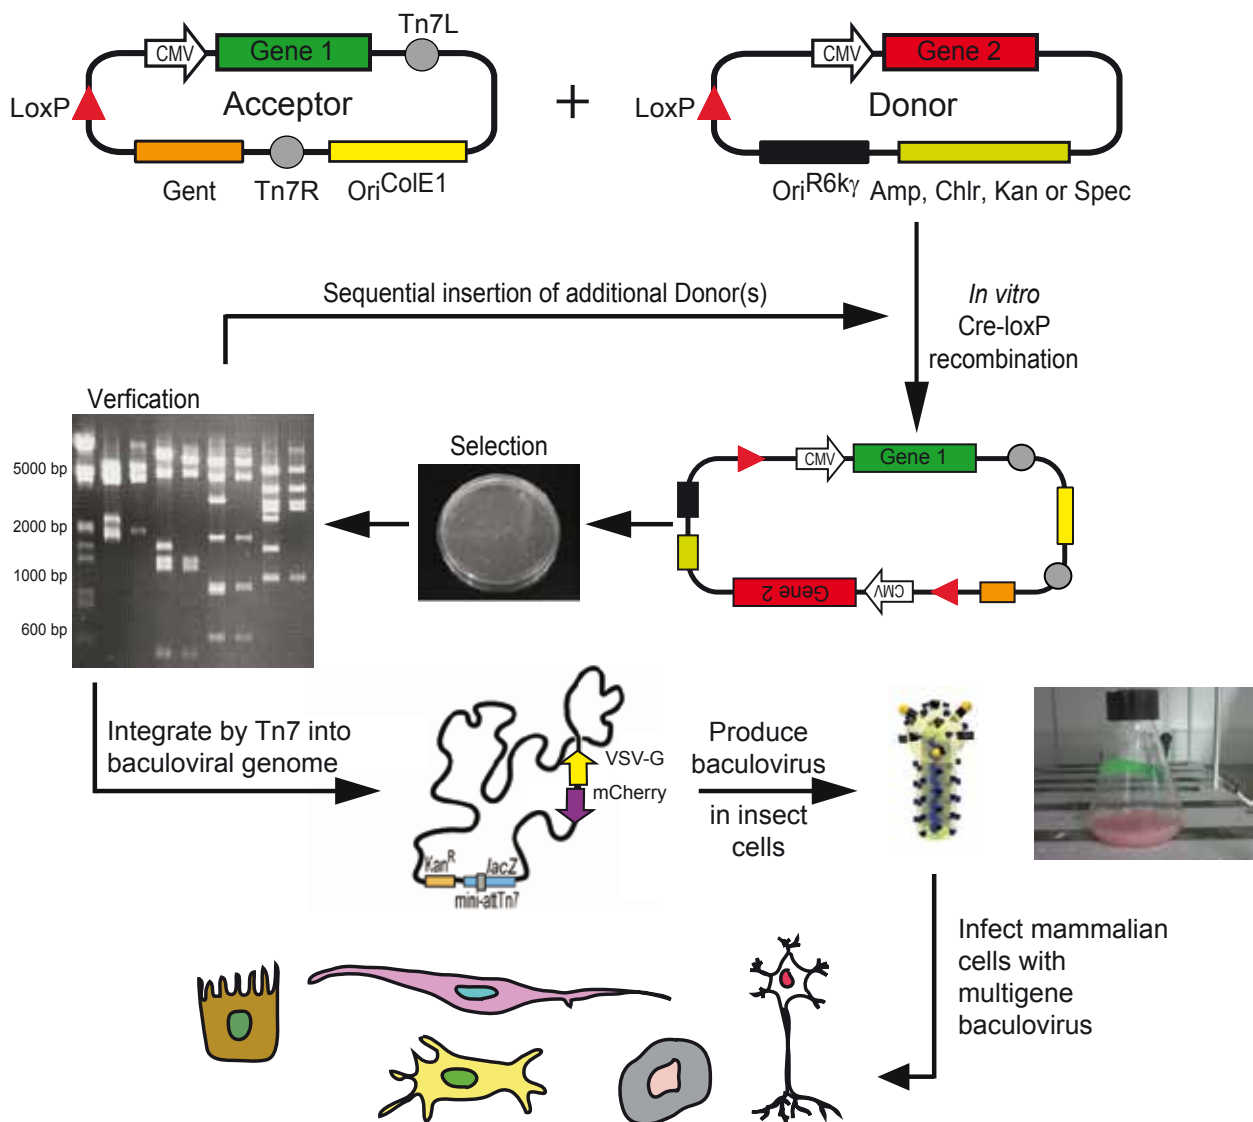 Tn7L
CMV
Gene 1
CMV
Gene 2
LoxP
Acceptor
+
LoxP
Donor
Gent
Tn7R
OriColE1
OriR6kγ
Amp, Chlr, Kan or Spec
Sequential insertion of additional Donor(s)
In vitro
Cre-loxP
recombination
Verfication
5000 bp
2000 bp
1000 bp
600 bp
Selection
CMV
Gene 1
Gene 2
CMV
Integrate by Tn7 into
baculoviral genome
VSV-G
mCherry
KanR
lacZ
mini-attTn7
Produce
baculovirus
in insect
cells
Infect mammalian
cells with
multigene
baculovirus